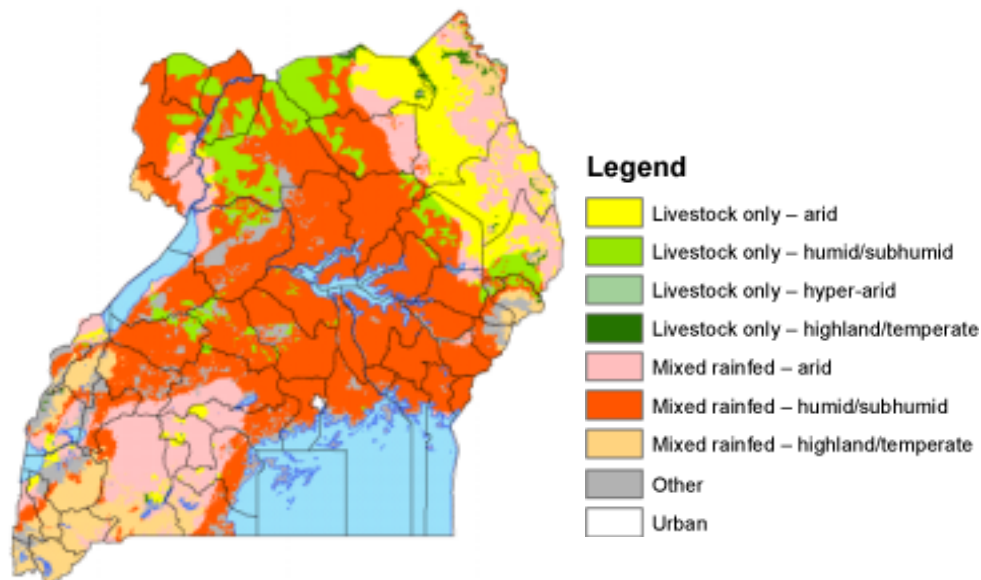 Legend
Livestock only – arid
Livestock only – humid/subhumid
Livestock only – hyper-arid
Livestock only – highland/temperate
Mixed rainfed – arid
Mixed rainfed – humid/subhumid
Mixed rainfed – highland/temperate
Other
Urban